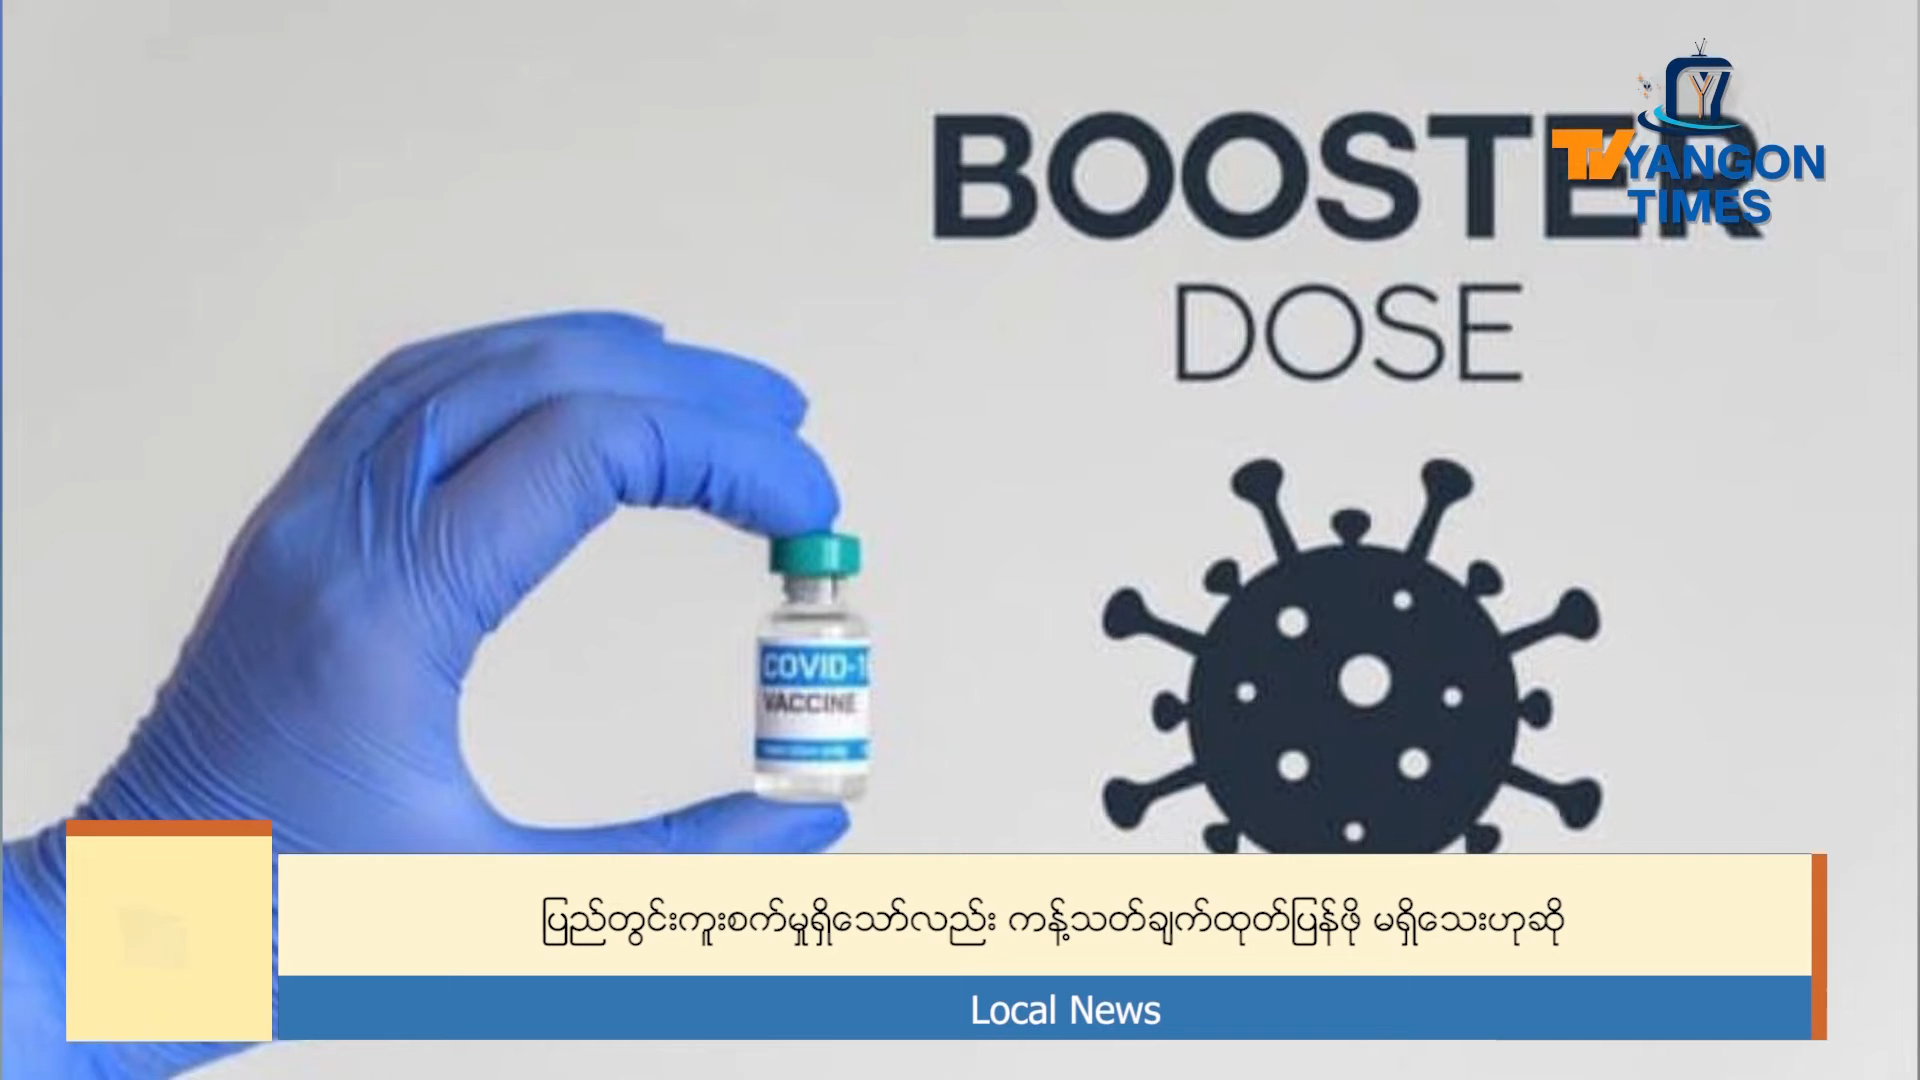 BOOSTER
DOSE
TV YANGON
TIMES
COVID-1
VACCINE
ပြည်တွင်းကူးစက်မှုရှိသော်လည်း ကန့်သတ်ချက်ထုတ်ပြန်ဖို မရှိသေးဟုဆို
Local News